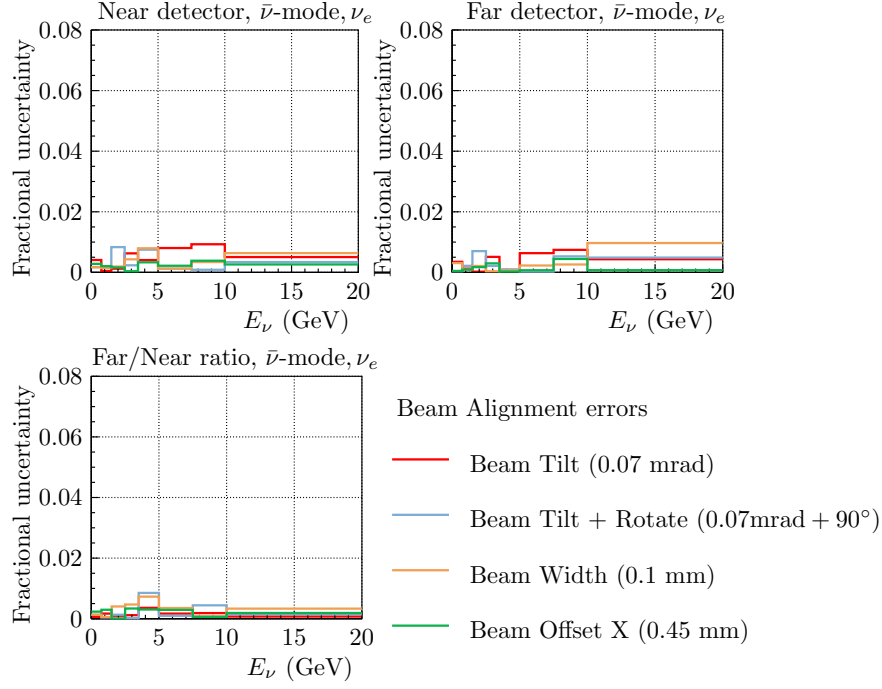 Near detector, ν̄-mode, νₑ
Fractional uncertainty
0.08
0.06
0.04
0.02
0
0 5 10 15 20
E_ν (GeV)
Far detector, ν̄-mode, νₑ
Fractional uncertainty
0.08
0.06
0.04
0.02
0
0 5 10 15 20
E_ν (GeV)
Far/Near ratio, ν̄-mode, νₑ
Fractional uncertainty
0.08
0.06
0.04
0.02
0
0 5 10 15 20
E_ν (GeV)
Beam Alignment errors
Beam Tilt (0.07 mrad)
Beam Tilt + Rotate (0.07mrad + 90°)
Beam Width (0.1 mm)
Beam Offset X (0.45 mm)